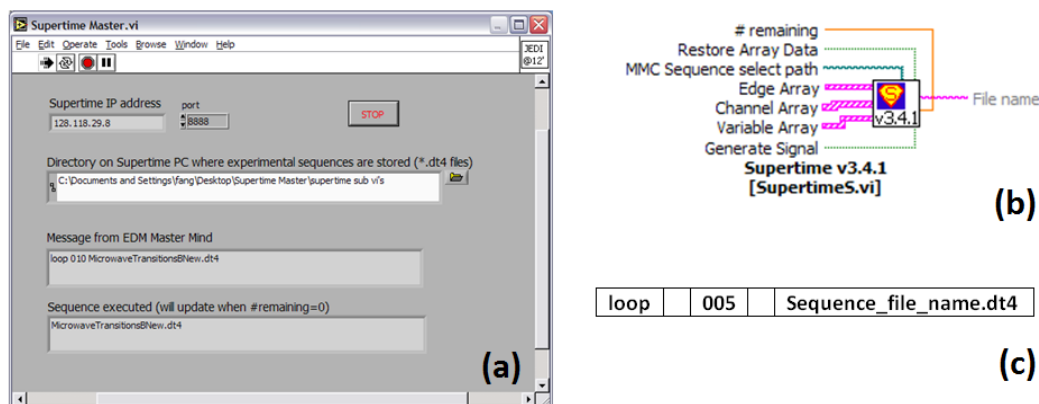 Supertime Master.vi
File Edit Operate Tools Browse Window Help
JEDI
@12'
Supertime IP address port
128.118.29.8 8888
STOP
Directory on Supertime PC where experimental sequences are stored (*.dt4 files)
C:\Documents and Settings\fang\Desktop\Supertime Master\supertime sub vi's
Message from EDM Master Mind
loop 010 MicrowaveTransitionsBNew.dt4
Sequence executed (will update when #remaining=0)
MicrowaveTransitionsBNew.dt4
(a)
# remaining
Restore Array Data
MMC Sequence select path
Edge Array
Channel Array
Variable Array
Generate Signal
S
v3.4.1
File name
Supertime v3.4.1
[SupertimeS.vi]
(b)
loop 005 Sequence_file_name.dt4
(c)